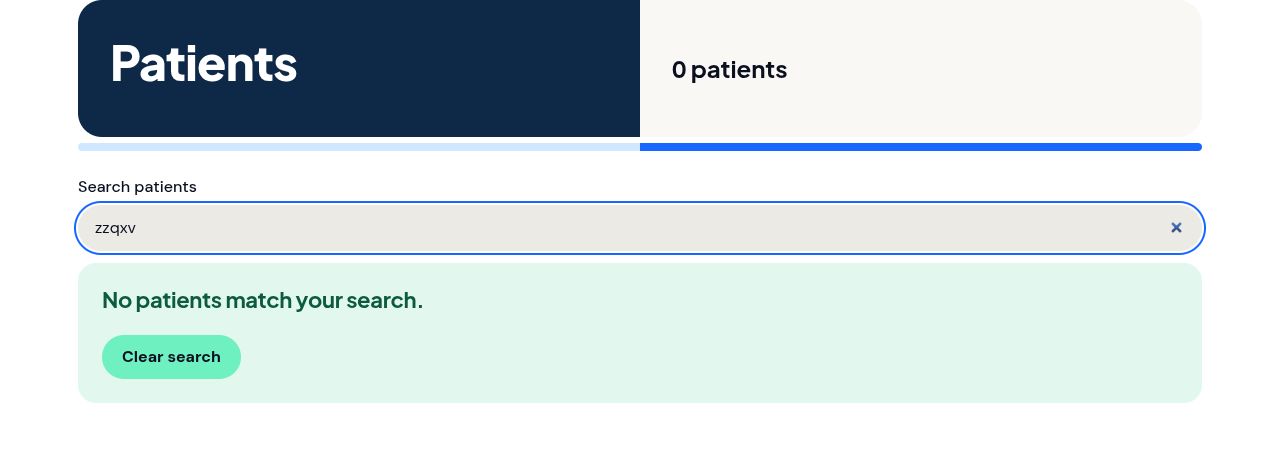 Patients
0 patients
Search patients
zzqxv
No patients match your search.
Clear search